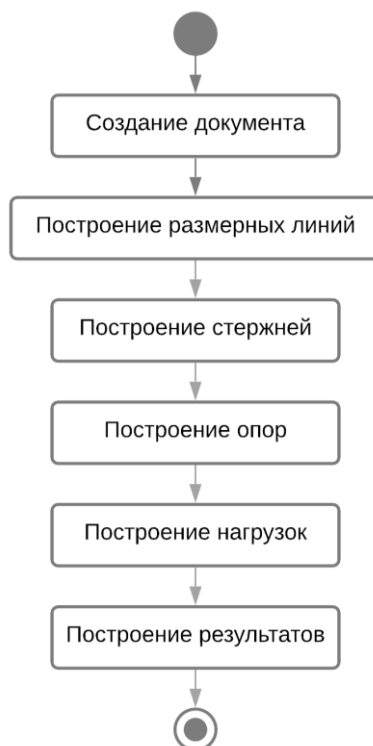 Создание документа
Построение размерных линий
Построение стержней
Построение опор
Построение нагрузок
Построение результатов